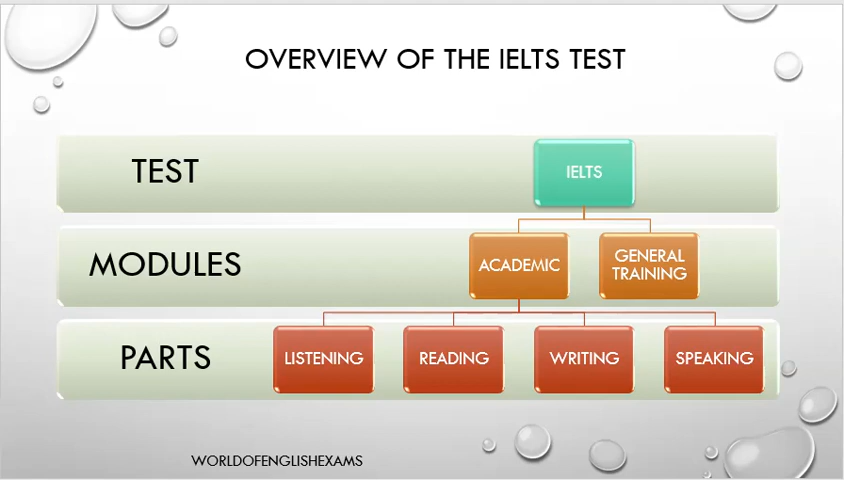 OVERVIEW OF THE IELTS TEST
TEST
IELTS
MODULES
ACADEMIC
GENERAL
TRAINING
PARTS
LISTENING
READING
WRITING
SPEAKING
WORLDOFENGLISHEXAMS